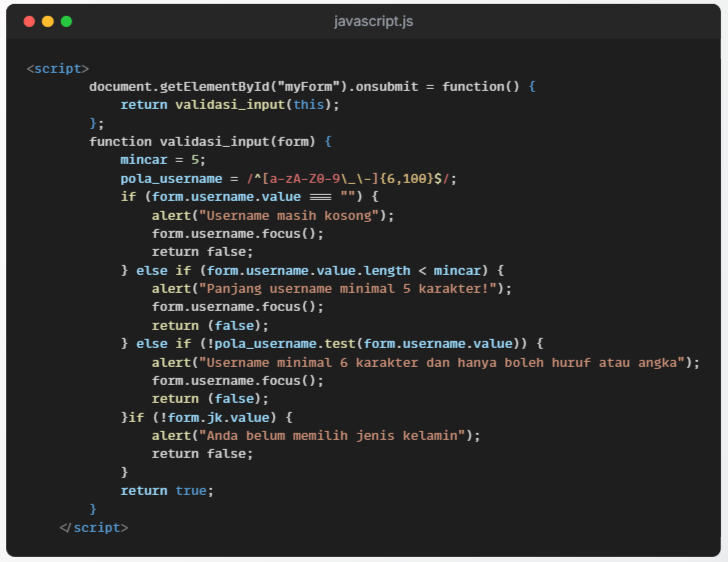 javascript.js
<script>
document.getElementById("myForm").onsubmit = function() {
return validasi_input(this);
};
function validasi_input(form) {
mincar = 5;
pola_username = /^[a-zA-Z0-9\_\-]{6,100}$/;
if (form.username.value === "") {
alert("Username masih kosong");
form.username.focus();
return false;
} else if (form.username.value.length < mincar) {
alert("Panjang username minimal 5 karakter!");
form.username.focus();
return (false);
} else if (!pola_username.test(form.username.value)) {
alert("Username minimal 6 karakter dan hanya boleh huruf atau angka");
form.username.focus();
return (false);
}if (!form.jk.value) {
alert("Anda belum memilih jenis kelamin");
return false;
}
return true;
}
</script>